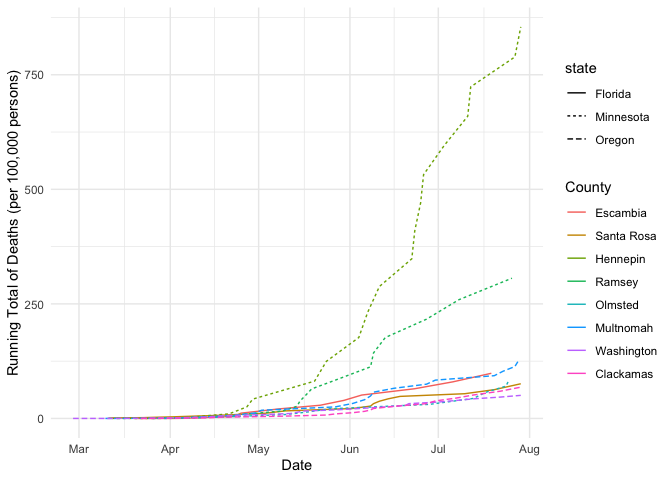 Running Total of Deaths (per 100,000 persons)
750
500
250
0
Mar Apr May Jun Jul Aug
Date
state
Florida
Minnesota
Oregon
County
Escambia
Santa Rosa
Hennepin
Ramsey
Olmsted
Multnomah
Washington
Clackamas